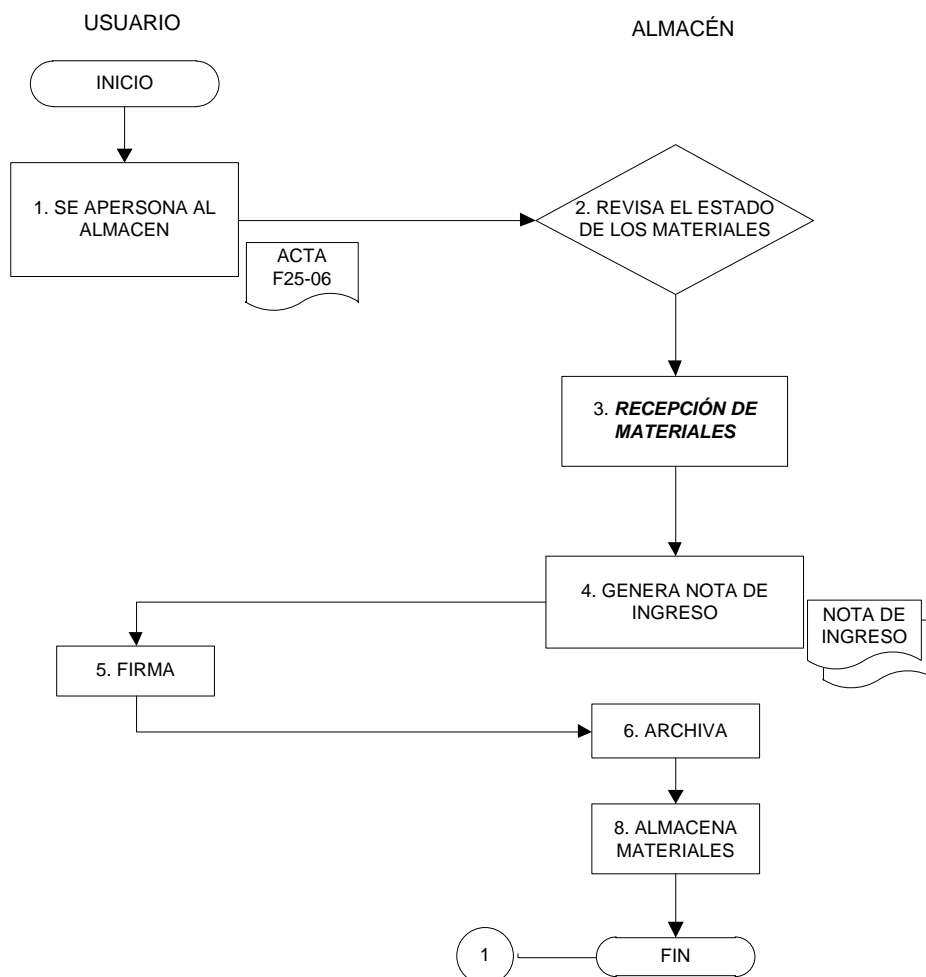 USUARIO
ALMACÉN
INICIO
1. SE APERSONA AL
ALMACEN
2. REVISA EL ESTADO
DE LOS MATERIALES
ACTA
F25-06
3. RECEPCIÓN DE
MATERIALES
4. GENERA NOTA DE
INGRESO
NOTA DE
INGRESO
5. FIRMA
6. ARCHIVA
8. ALMACENA
MATERIALES
1
FIN